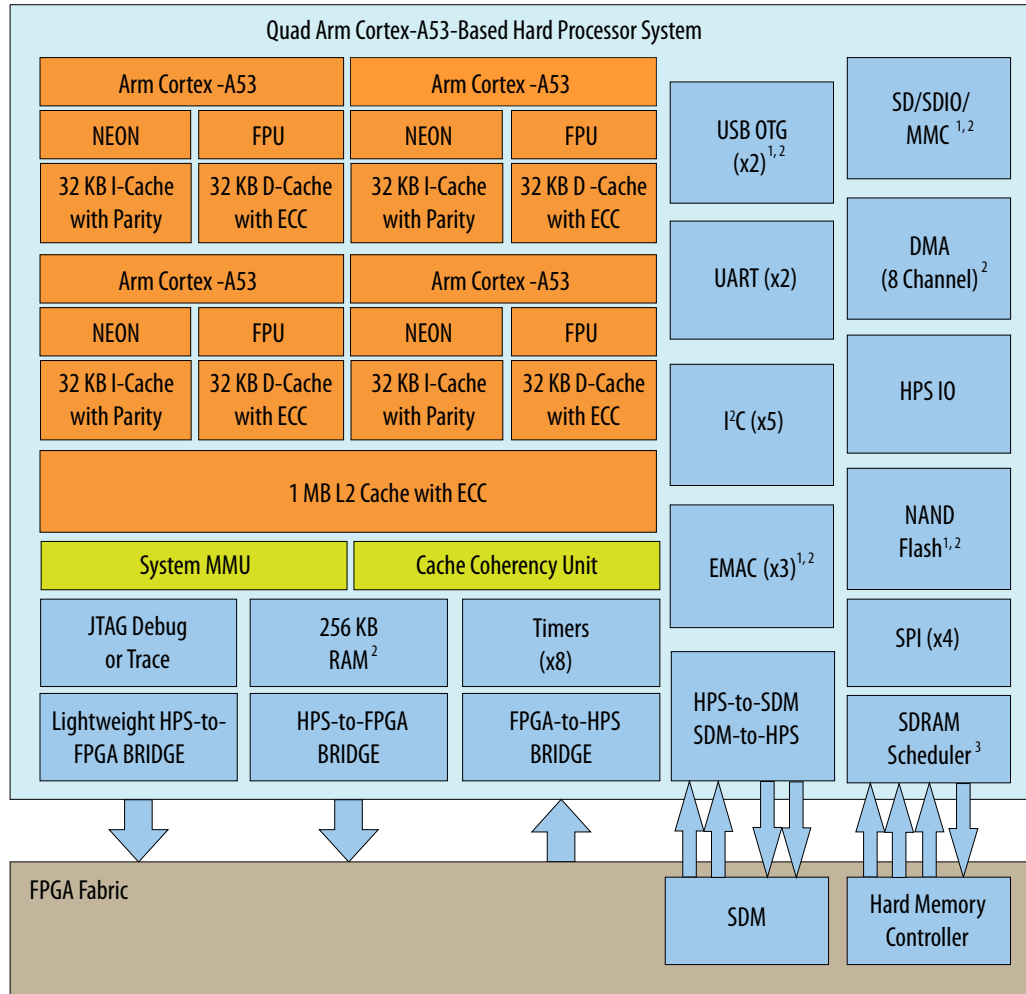 Quad Arm Cortex-A53-Based Hard Processor System
Arm Cortex -A53
NEON
FPU
32 KB I-Cache
with Parity
32 KB D-Cache
with ECC
Arm Cortex -A53
NEON
FPU
32 KB I-Cache
with Parity
32 KB D -Cache
with ECC
Arm Cortex -A53
NEON
FPU
32 KB I-Cache
with Parity
32 KB D-Cache
with ECC
Arm Cortex -A53
NEON
FPU
32 KB I-Cache
with Parity
32 KB D-Cache
with ECC
1 MB L2 Cache with ECC
System MMU
Cache Coherency Unit
JTAG Debug
or Trace
256 KB
RAM 2
Timers
(x8)
Lightweight HPS-to-
FPGA BRIDGE
HPS-to-FPGA
BRIDGE
FPGA-to-HPS
BRIDGE
USB OTG
(x2) 1, 2
UART (x2)
I2C (x5)
EMAC (x3) 1, 2
HPS-to-SDM
SDM-to-HPS
SD/SDIO/
MMC 1, 2
DMA
(8 Channel) 2
HPS IO
NAND
Flash 1, 2
SPI (x4)
SDRAM
Scheduler 3
FPGA Fabric
SDM
Hard Memory
Controller